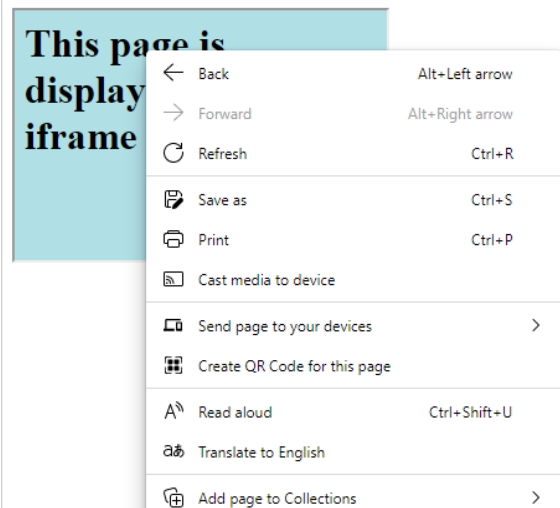 This page is
display
iframe
Back Alt+Left arrow
Forward Alt+Right arrow
Refresh Ctrl+R
Save as Ctrl+S
Print Ctrl+P
Cast media to device
Send page to your devices
Create QR Code for this page
Read aloud Ctrl+Shift+U
aあ Translate to English
Add page to Collections